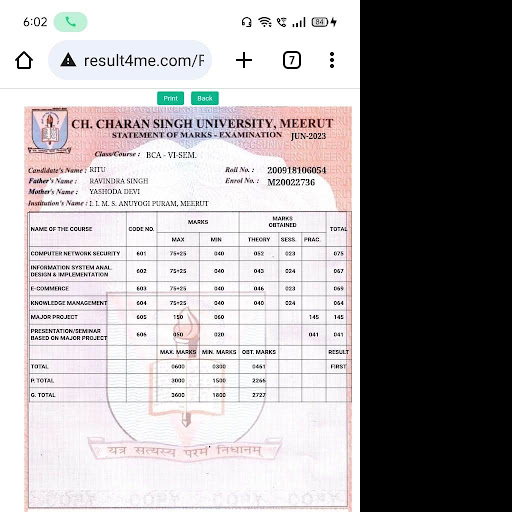 6:02
84
result4me.com/F
7
Print Back
CH. CHARAN SINGH UNIVERSITY, MEERUT
STATEMENT OF MARKS - EXAMINATION JUN-2023
Class/Course : BCA - VI-SEM.
Candidate's Name : RITU Roll No. : 200918106054
Father's Name : RAVINDRA SINGH Enrol No. : M20022736
Mother's Name : YASHODA DEVI
Institution's Name : I. I. M. S. ANUYOGI PURAM, MEERUT
NAME OF THE COURSE CODE NO. MARKS MARKS OBTAINED TOTAL
MAX MIN THEORY SESS. PRAC.
COMPUTER NETWORK SECURITY 601 75+25 040 052 023 075
INFORMATION SYSTEM ANAL. DESIGN & IMPLEMENTATION 602 75+25 040 043 024 067
E-COMMERCE 603 75+25 040 046 023 069
KNOWLEDGE MANAGEMENT 604 75+25 040 040 024 064
MAJOR PROJECT 605 150 060 145 145
PRESENTATION/SEMINAR BASED ON MAJOR PROJECT 606 050 020 041 041
MAX. MARKS MIN. MARKS OBT. MARKS RESULT
TOTAL 0600 0300 0461 FIRST
P. TOTAL 3000 1500 2266
G. TOTAL 3600 1800 2727
यत्र सत्यस्य परमं निधानम्